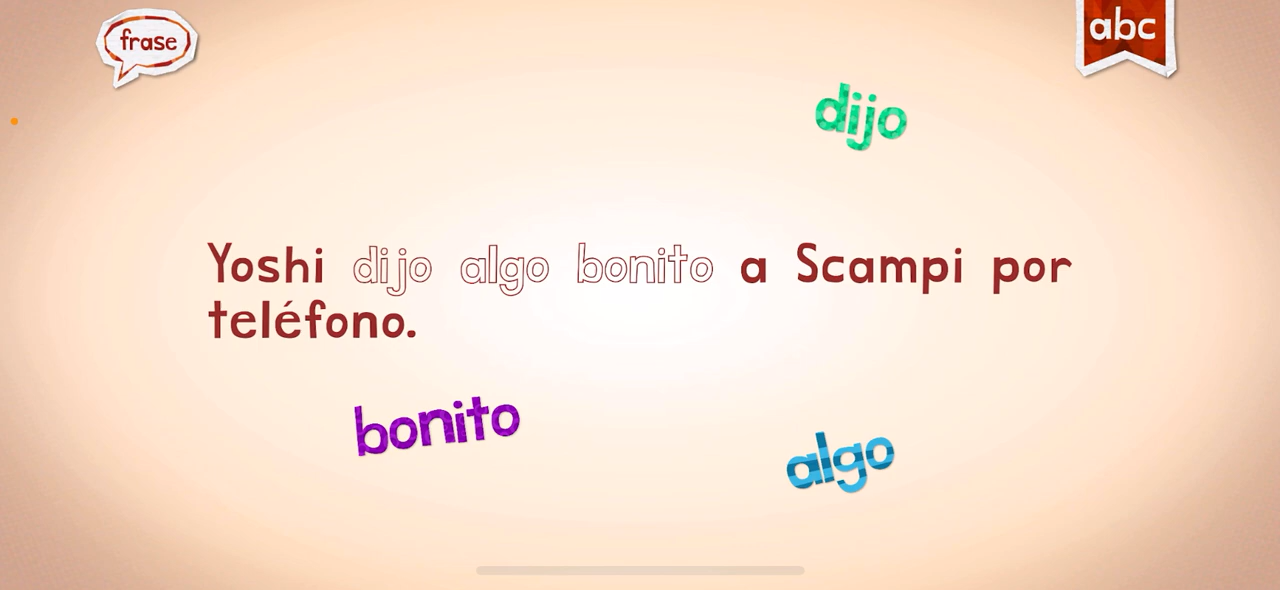 frase
abc
dijo
Yoshi dijo algo bonito a Scampi por
teléfono.
bonito
algo